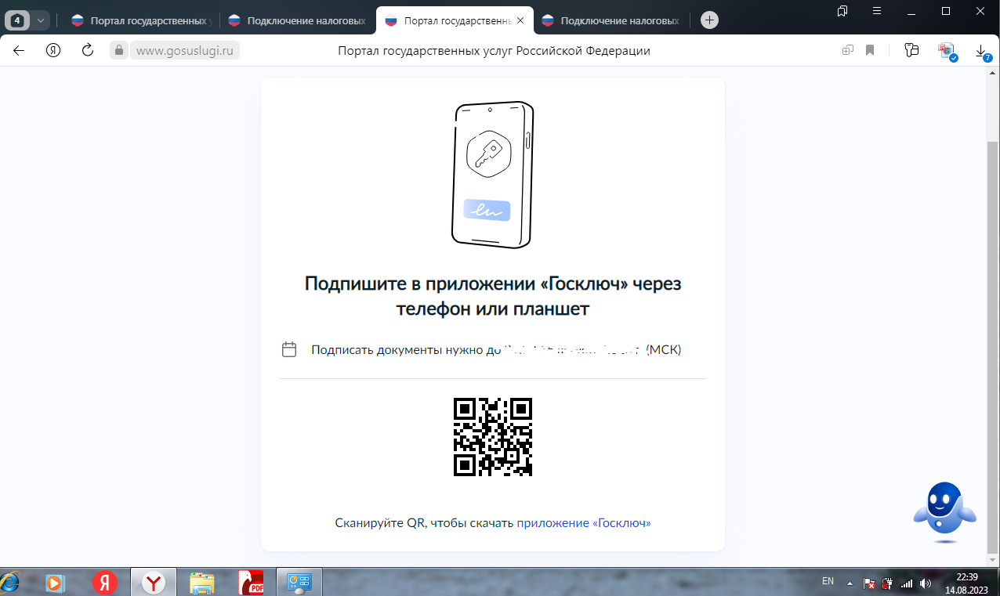 4
Портал государственных у
Подключение налоговых
Портал государственнь
Подключение налоговых
www.gosuslugi.ru
Портал государственных услуг Российской Федерации
7
Подпишите в приложении «Госключ» через
телефон или планшет
Подписать документы нужно до (МСК)
Сканируйте QR, чтобы скачать приложение «Госключ»
Я
Y
PDF
EN
22:39
14.08.2023